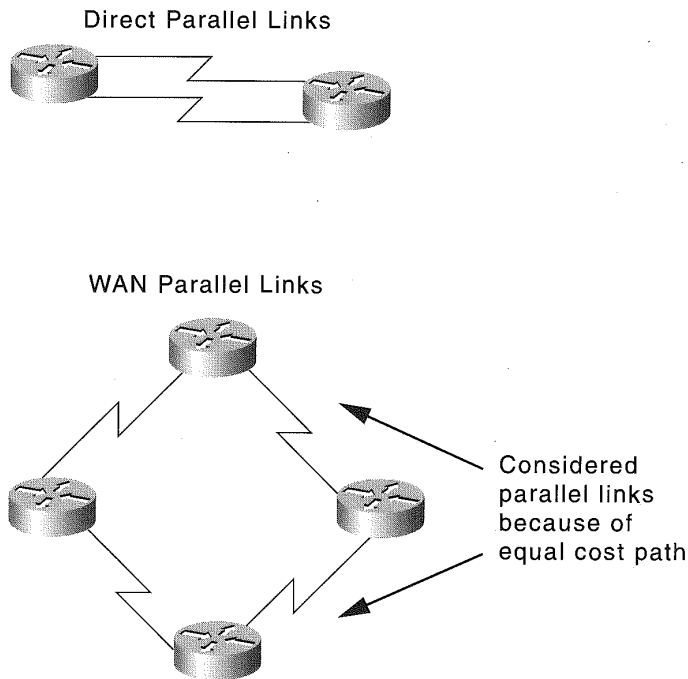 Direct Parallel Links
WAN Parallel Links
Considered
parallel links
because of
equal cost path